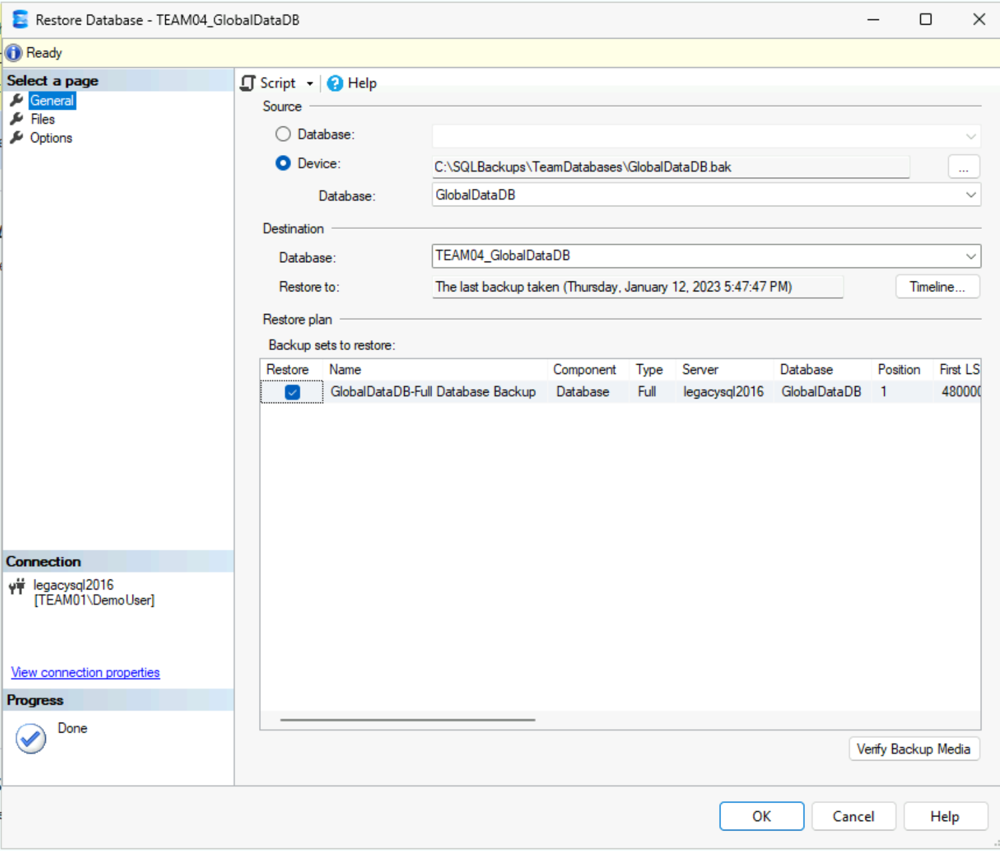 Restore Database - TEAM04_GlobalDataDB
Ready
Select a page
General
Files
Options
Script
Help
Source
Database:
Device:
C:\SQLBackups\TeamDatabases\GlobalDataDB.bak
...
Database:
GlobalDataDB
Destination
Database:
TEAM04_GlobalDataDB
Restore to:
The last backup taken (Thursday, January 12, 2023 5:47:47 PM)
Timeline...
Restore plan
Backup sets to restore:
Restore Name Component Type Server Database Position First LS
GlobalDataDB-Full Database Backup Database Full legacysql2016 GlobalDataDB 1 480000
Connection
legacysql2016
[TEAM01\DemoUser]
View connection properties
Progress
Done
Verify Backup Media
OK
Cancel
Help